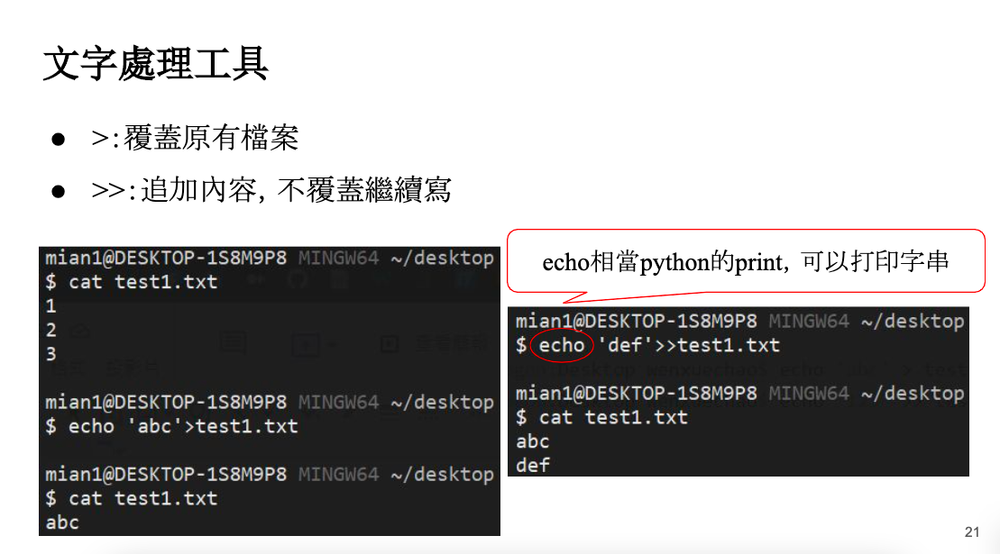 文字處理工具
● >:覆蓋原有檔案
● >>:追加內容，不覆蓋繼續寫
mian1@DESKTOP-1S8M9P8 MINGW64 ~/desktop
$ cat test1.txt
1
2
3
mian1@DESKTOP-1S8M9P8 MINGW64 ~/desktop
$ echo 'abc'>test1.txt
mian1@DESKTOP-1S8M9P8 MINGW64 ~/desktop
$ cat test1.txt
abc
echo相當python的print，可以打印字串
mian1@DESKTOP-1S8M9P8 MINGW64 ~/desktop
$ echo 'def'>>test1.txt
mian1@DESKTOP-1S8M9P8 MINGW64 ~/desktop
$ cat test1.txt
abc
def
21